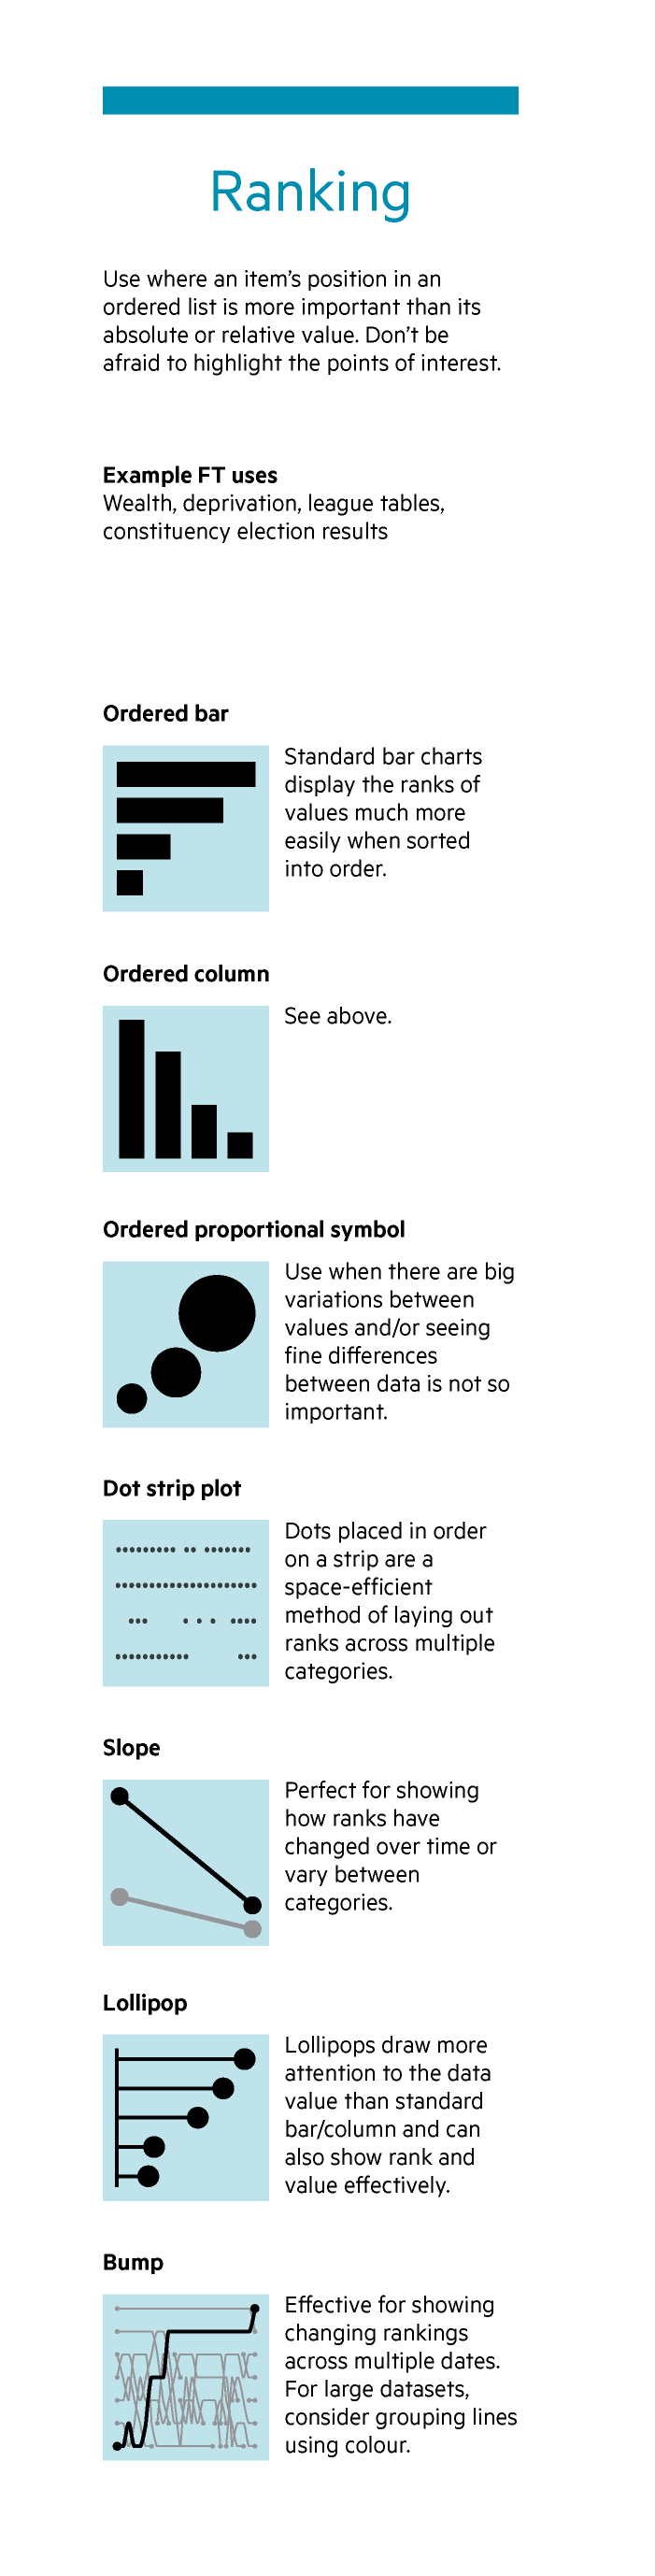 Ranking
Use where an item’s position in an
ordered list is more important than its
absolute or relative value. Don’t be
afraid to highlight the points of interest.
Example FT uses
Wealth, deprivation, league tables,
constituency election results
Ordered bar
Standard bar charts
display the ranks of
values much more
easily when sorted
into order.
Ordered column
See above.
Ordered proportional symbol
Use when there are big
variations between
values and/or seeing
fine differences
between data is not so
important.
Dot strip plot
Dots placed in order
on a strip are a
space-efficient
method of laying out
ranks across multiple
categories.
Slope
Perfect for showing
how ranks have
changed over time or
vary between
categories.
Lollipop
Lollipops draw more
attention to the data
value than standard
bar/column and can
also show rank and
value effectively.
Bump
Effective for showing
changing rankings
across multiple dates.
For large datasets,
consider grouping lines
using colour.